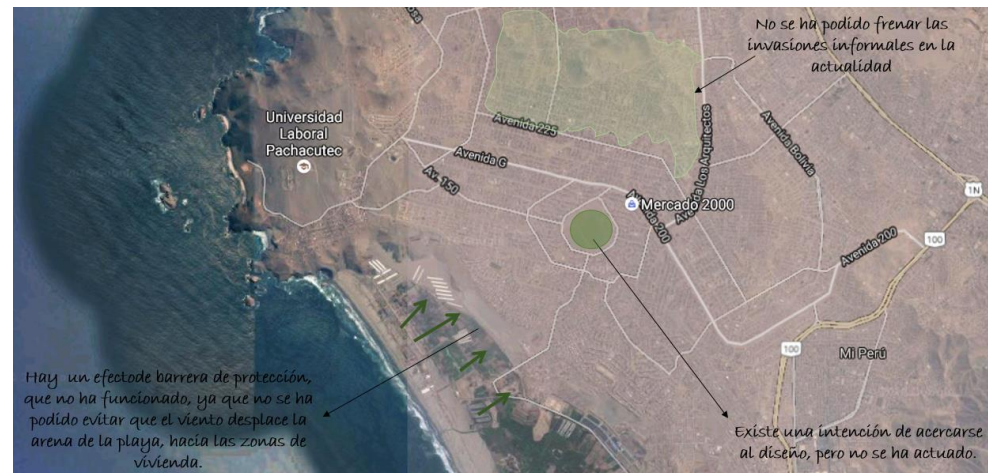 No se ha podido frenar las
invasiones informales en la
actualidad
Universidad
Laboral
Pachacutec
Avenida 225
Avenida G
Av. 150
Avenida Los Arquitectos
Avenida Bolivia
Mercado 2000
Avenida 200
1N
100
Avenida 200
100
Mi Perú
Hay un efectode barrera de protección,
que no ha funcionado, ya que no se ha
podido evitar que el viento desplace la
arena de la playa, hacia las zonas de
vivienda.
Existe una intención de acercarse
al diseño, pero no se ha actuado.